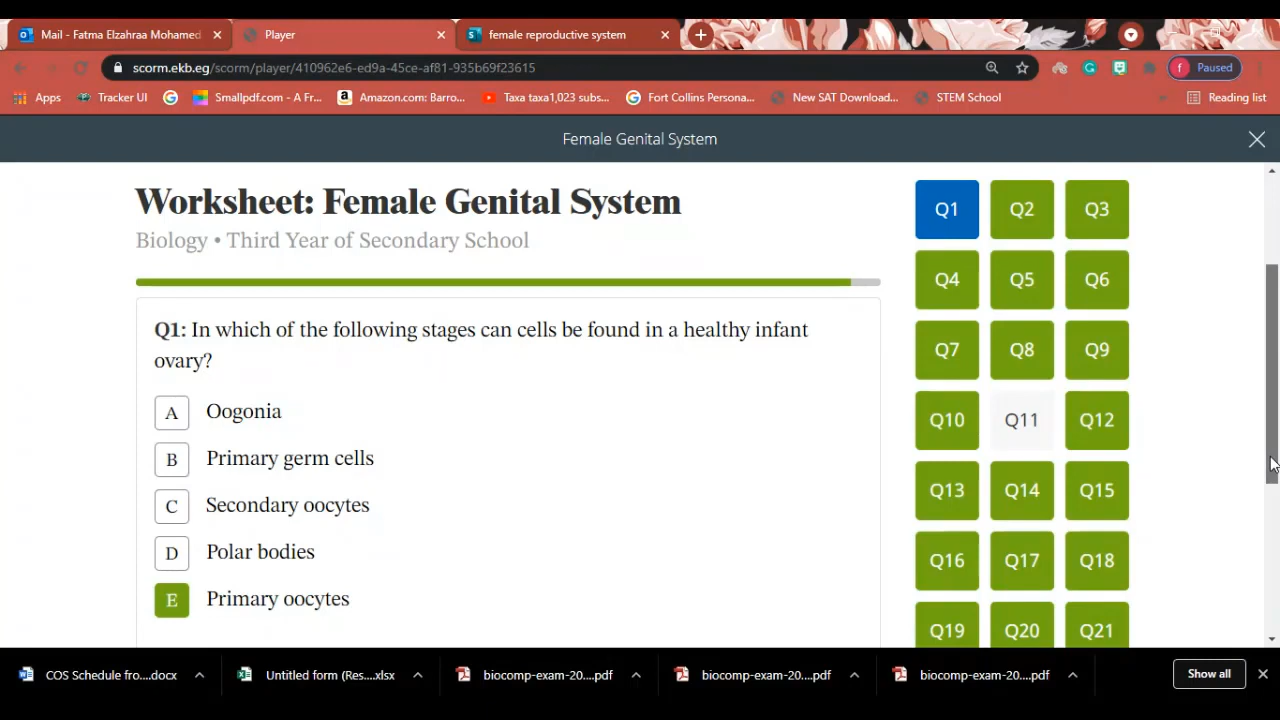 Mail - Fatma Elzahraa Mohamed
Player
female reproductive system
scorm.ekb.eg/scorm/player/410962e6-ed9a-45ce-af81-935b69f23615
f Paused
Apps
Tracker UI
Smallpdf.com - A Fr...
Amazon.com: Barro...
Taxa taxa1,023 subs...
Fort Collins Persona...
New SAT Download...
STEM School
Reading list
Female Genital System
Worksheet: Female Genital System
Biology • Third Year of Secondary School
Q1: In which of the following stages can cells be found in a healthy infant
ovary?
A Oogonia
B Primary germ cells
C Secondary oocytes
D Polar bodies
E Primary oocytes
Q1 Q2 Q3
Q4 Q5 Q6
Q7 Q8 Q9
Q10 Q11 Q12
Q13 Q14 Q15
Q16 Q17 Q18
Q19 Q20 Q21
COS Schedule fro....docx
Untitled form (Res....xlsx
biocomp-exam-20....pdf
biocomp-exam-20....pdf
biocomp-exam-20....pdf
Show all